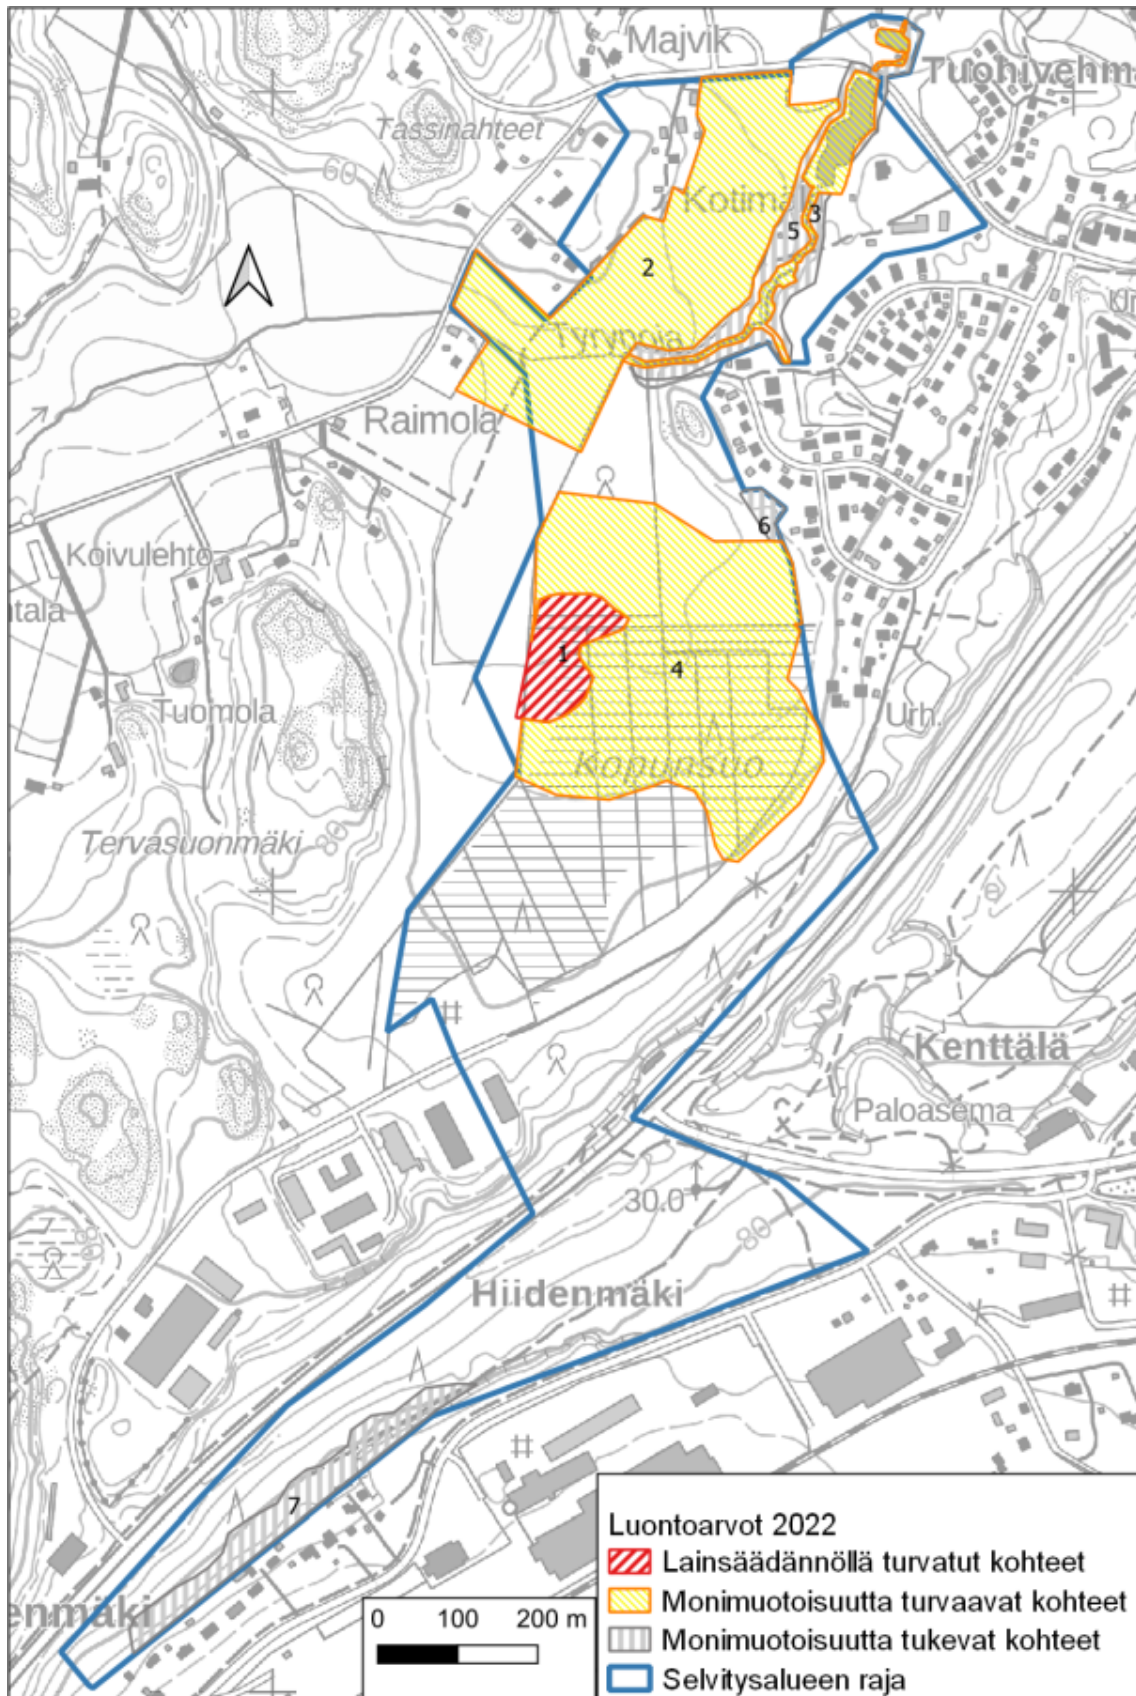 Majvik
Tuohivehm
Tassinahteet
60
Kotimä
3
5
2
Tyrynoja
Raimola
6
Koivulehto
ntala
1
4
Tuomola
Urh.
Kopunsuo
80
Tervasuonmäki
Kenttälä
Paloasema
30.0
80
Hiidenmäki
7
enmäki
0 100 200 m
Luontoarvot 2022
Lainsäädännöllä turvatut kohteet
Monimuotoisuutta turvaavat kohteet
Monimuotoisuutta tukevat kohteet
Selvitysalueen raja